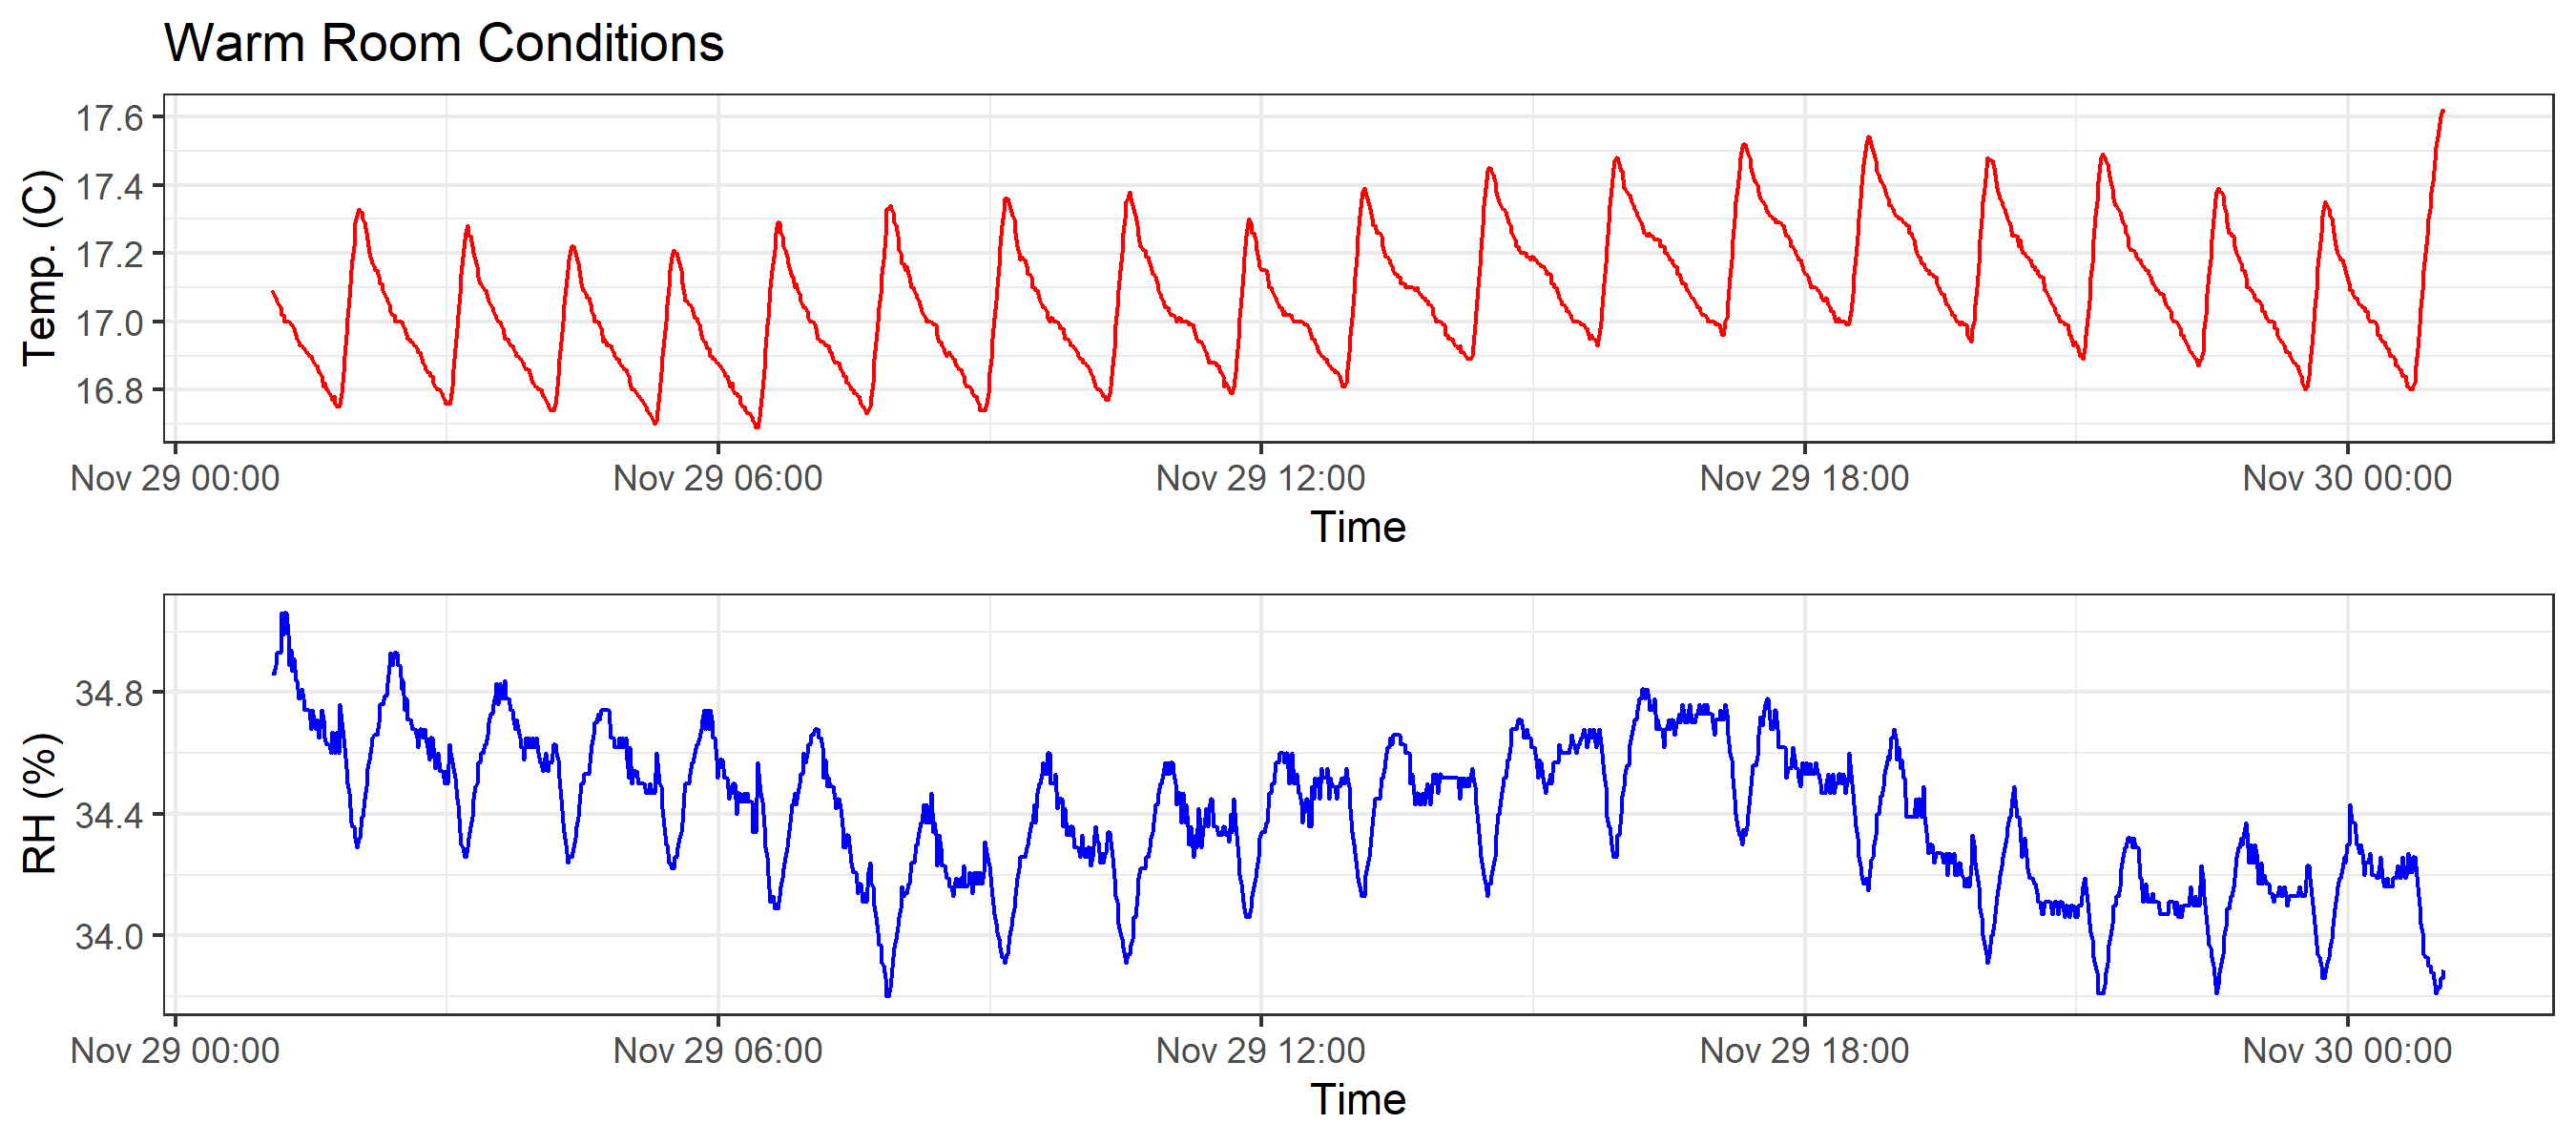 Warm Room Conditions
Temp. (C)
17.6
17.4
17.2
17.0
16.8
Nov 29 00:00 Nov 29 06:00 Nov 29 12:00 Nov 29 18:00 Nov 30 00:00
Time
RH (%)
34.8
34.4
34.0
Nov 29 00:00 Nov 29 06:00 Nov 29 12:00 Nov 29 18:00 Nov 30 00:00
Time